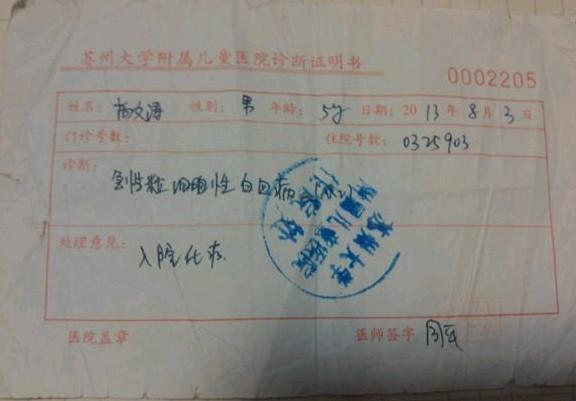 苏州大学附属儿童医院诊断证明书
0002205
姓名: 性别: 男 年龄: 5岁 日期: 2013年8月3日
门诊号数: 住院号数: 0325903
诊断:
急性粒细胞性白血病
处理意见:
入院化疗
医院盖章 医师签字